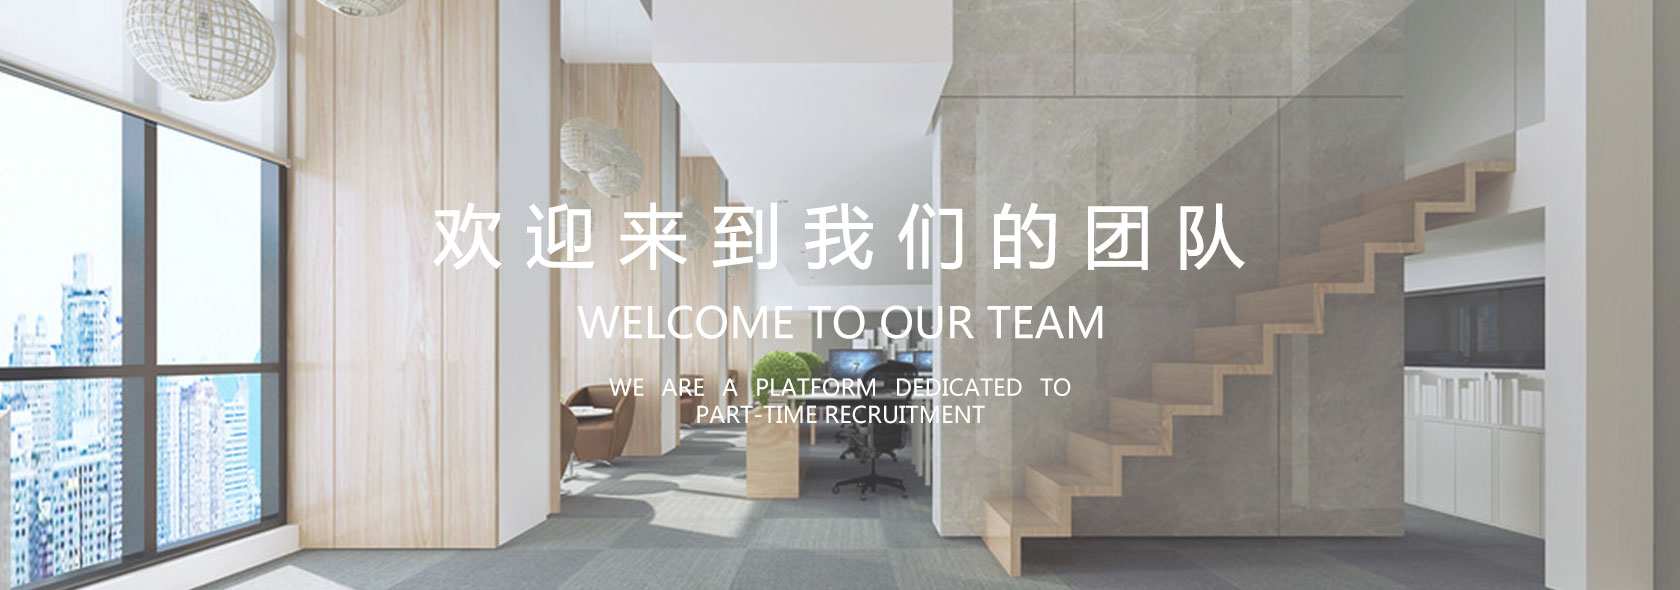 欢迎来到我们的团队
WELCOME TO OUR TEAM
WE ARE A PLATFORM DEDICATED TO
PART-TIME RECRUITMENT